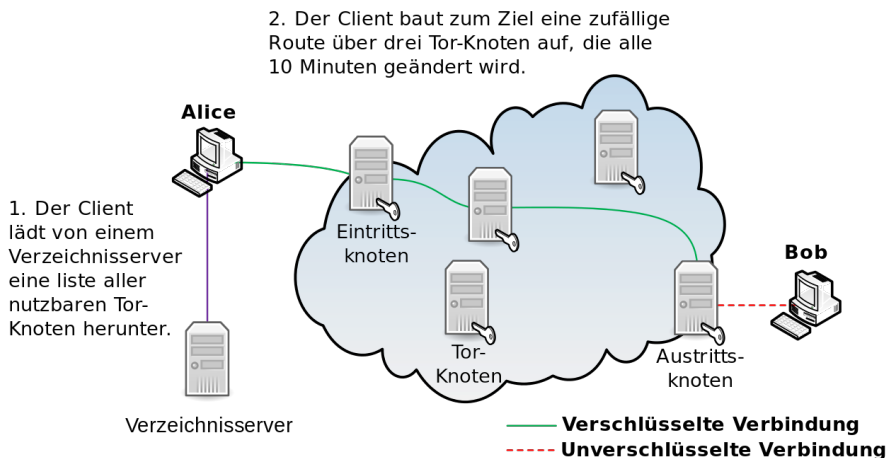 2. Der Client baut zum Ziel eine zufällige
Route über drei Tor-Knoten auf, die alle
10 Minuten geändert wird.
Alice
1. Der Client
lädt von einem
Verzeichnisserver
eine liste aller
nutzbaren Tor-
Knoten herunter.
Eintritts-
knoten
Bob
Tor-
Knoten
Austritts-
knoten
Verzeichnisserver
Verschlüsselte Verbindung
Unverschlüsselte Verbindung